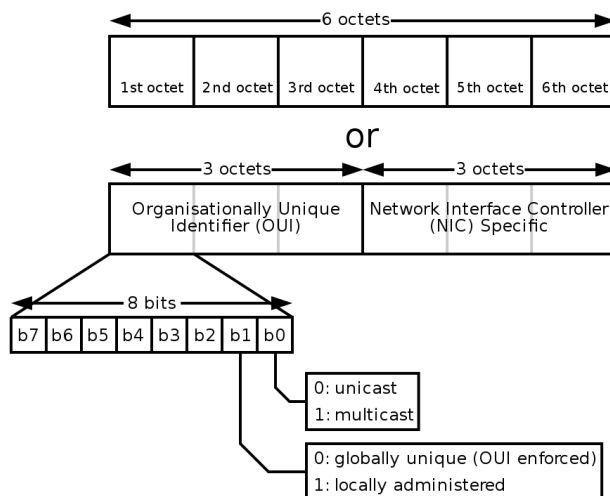 6 octets
1st octet 2nd octet 3rd octet 4th octet 5th octet 6th octet
or
3 octets 3 octets
Organisationally Unique
Identifier (OUI)
Network Interface Controller
(NIC) Specific
8 bits
b7 b6 b5 b4 b3 b2 b1 b0
0: unicast
1: multicast
0: globally unique (OUI enforced)
1: locally administered